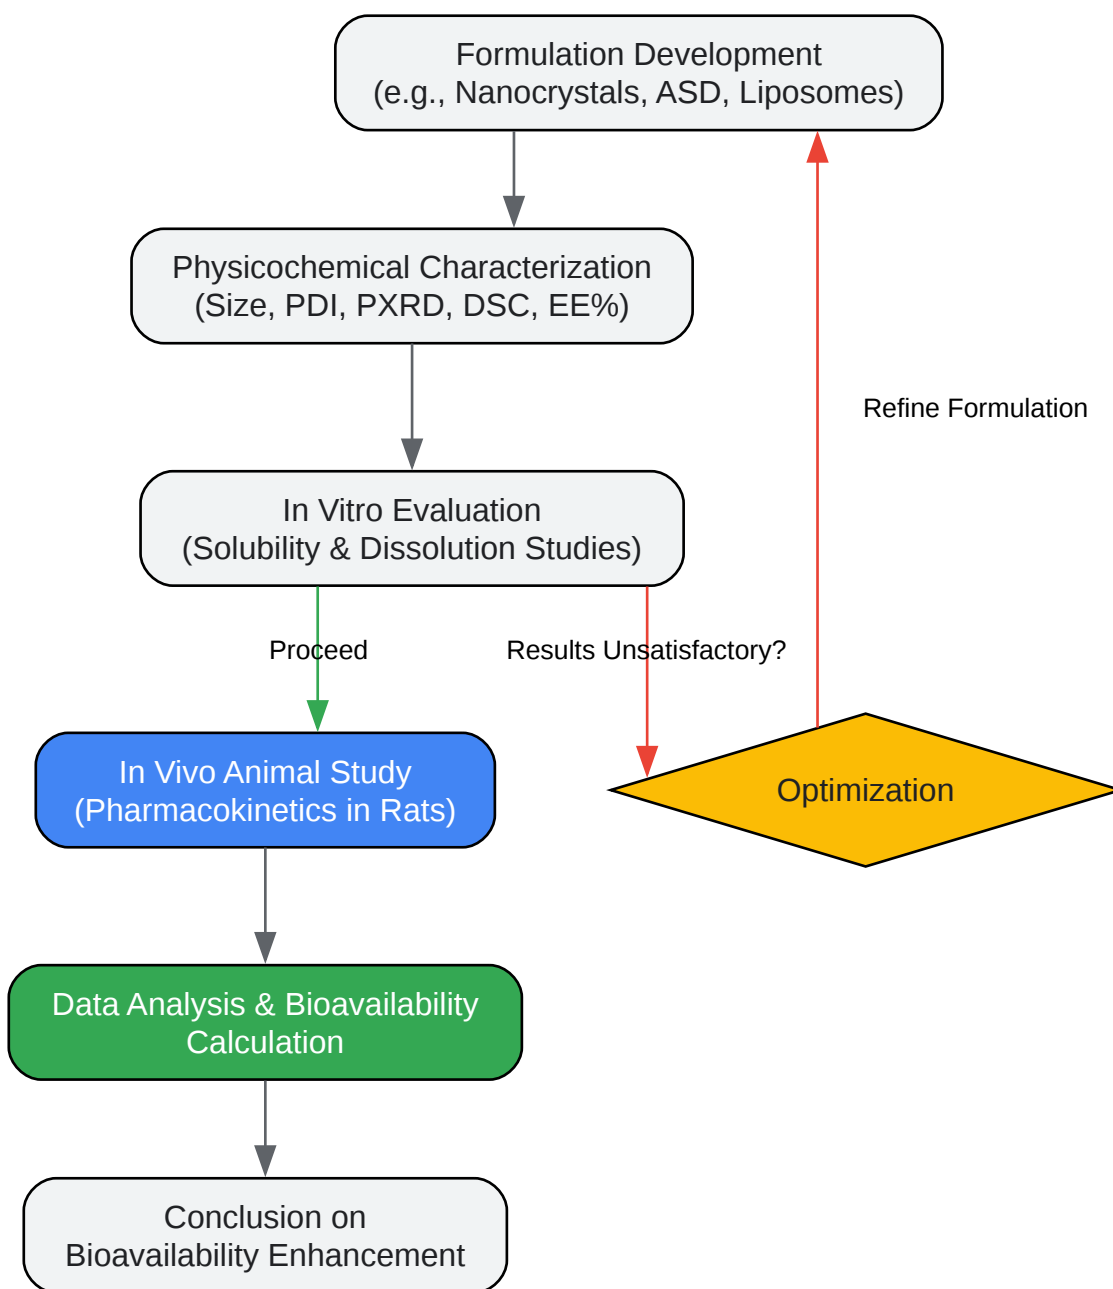 Formulation Development
(e.g., Nanocrystals, ASD, Liposomes)
Physicochemical Characterization
(Size, PDI, PXRD, DSC, EE%)
Refine Formulation
In Vitro Evaluation
(Solubility & Dissolution Studies)
Proceed
Results Unsatisfactory?
In Vivo Animal Study
(Pharmacokinetics in Rats)
Optimization
Data Analysis & Bioavailability
Calculation
Conclusion on
Bioavailability Enhancement